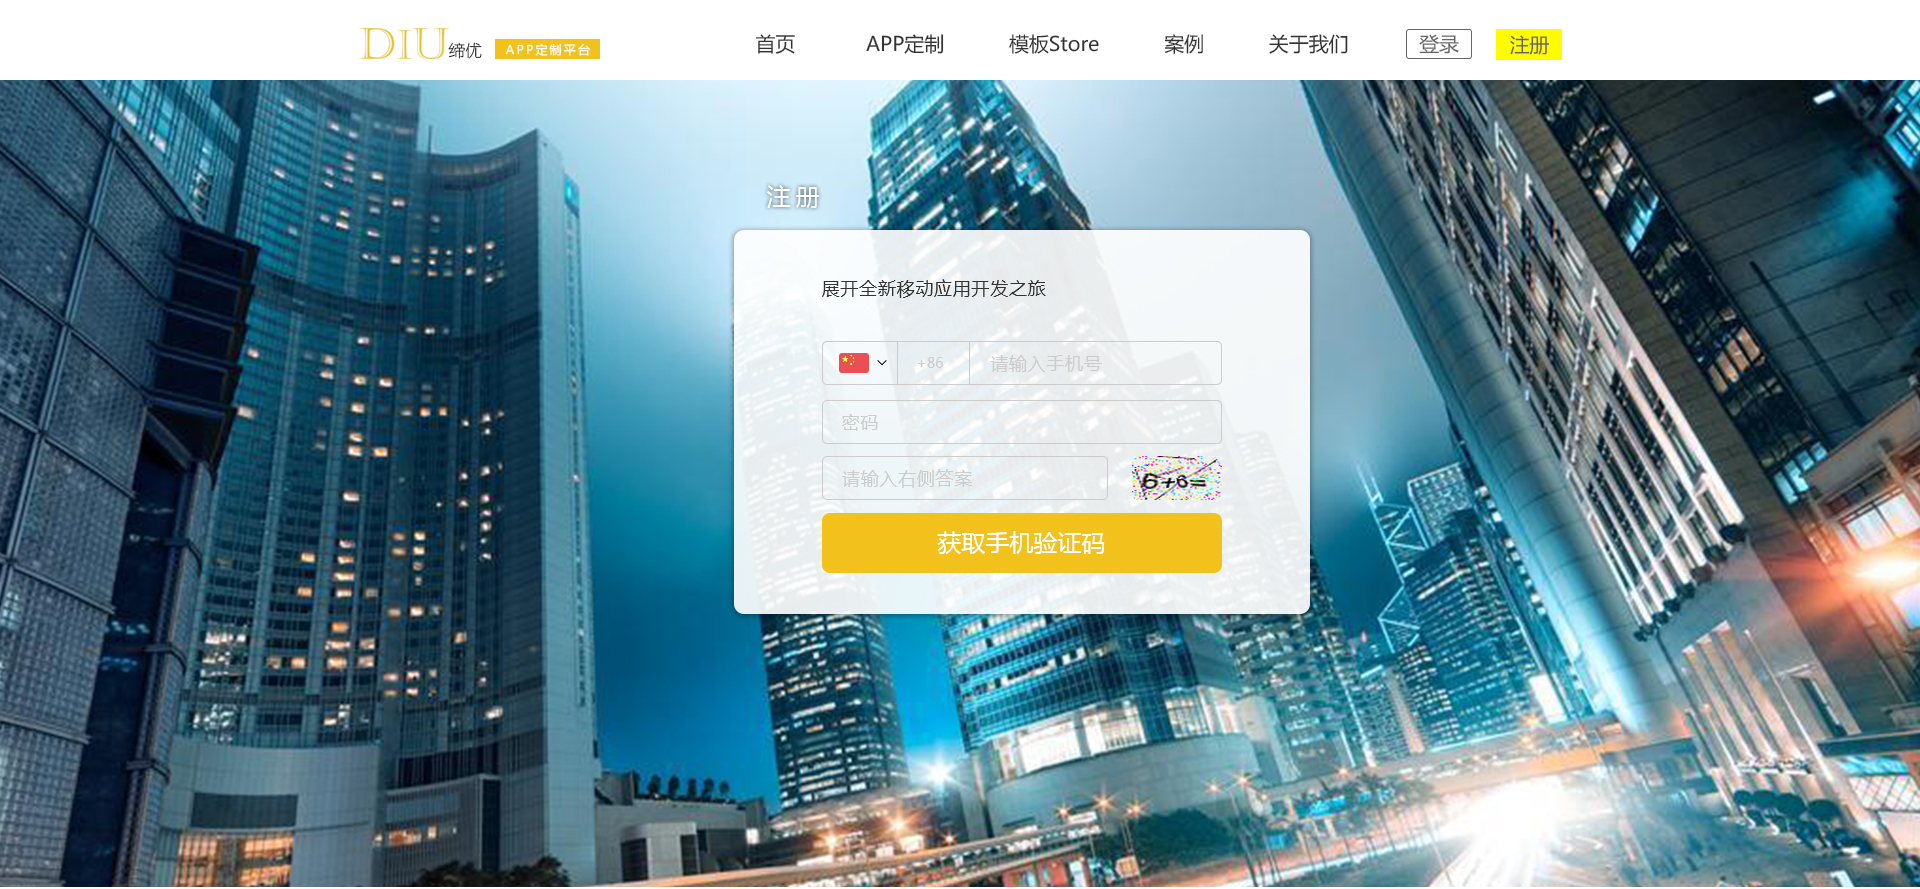 DIU缔优 APP定制平台 首页 APP定制 模板Store 案例 关于我们 登录 注册
注册
展开全新移动应用开发之旅
+86 请输入手机号
密码
请输入右侧答案 6+6=
获取手机验证码